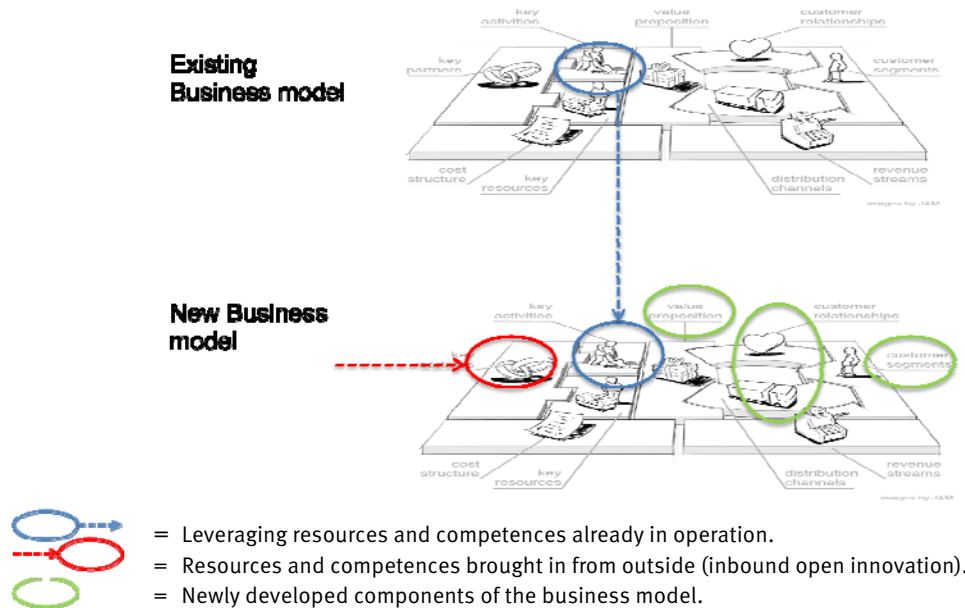 key
activities
value
proposition
customer
relationships
Existing
Business model
key
partners
customer
segments
cost
structure
key
resources
distribution
channels
revenue
streams
images by JAM
New Business
model
key
activities
value
proposition
customer
relationships
key
customer
segments
cost
structure
key
resources
distribution
channels
revenue
streams
images by JAM
= Leveraging resources and competences already in operation.
= Resources and competences brought in from outside (inbound open innovation).
= Newly developed components of the business model.